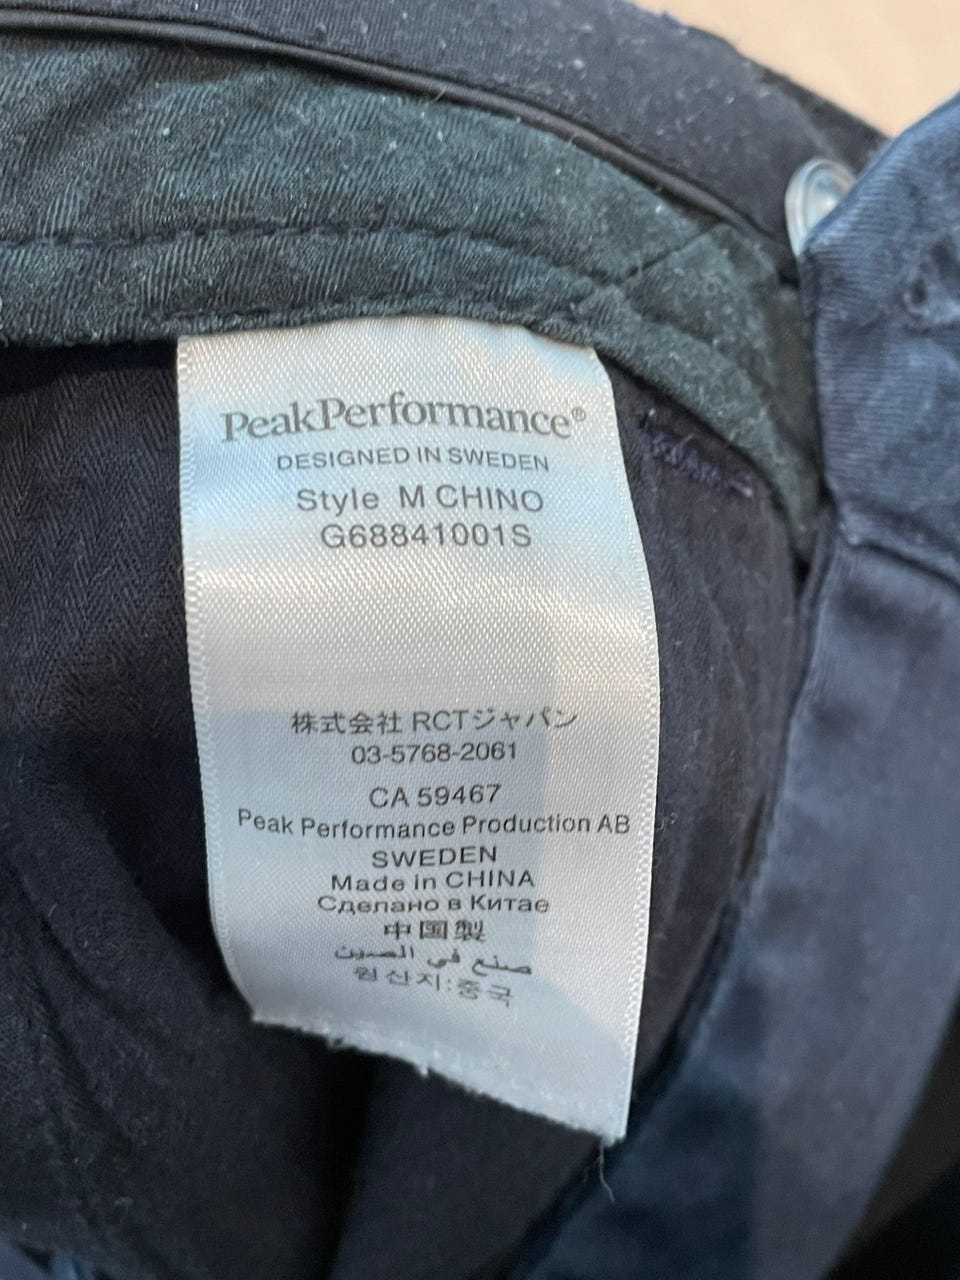 PeakPerformance®
DESIGNED IN SWEDEN
Style M CHINO
G68841001S
株式会社 RCTジャパン
03-5768-2061
CA 59467
Peak Performance Production AB
SWEDEN
Made in CHINA
Сделано в Китае
中国製
صنع في الصين
원산지:중국